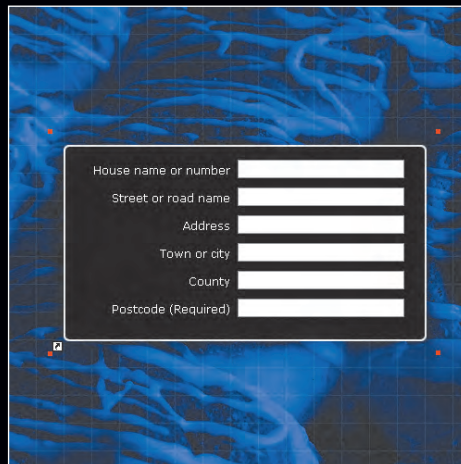 House name or number
Street or road name
Address
Town or city
County
Postcode (Required)